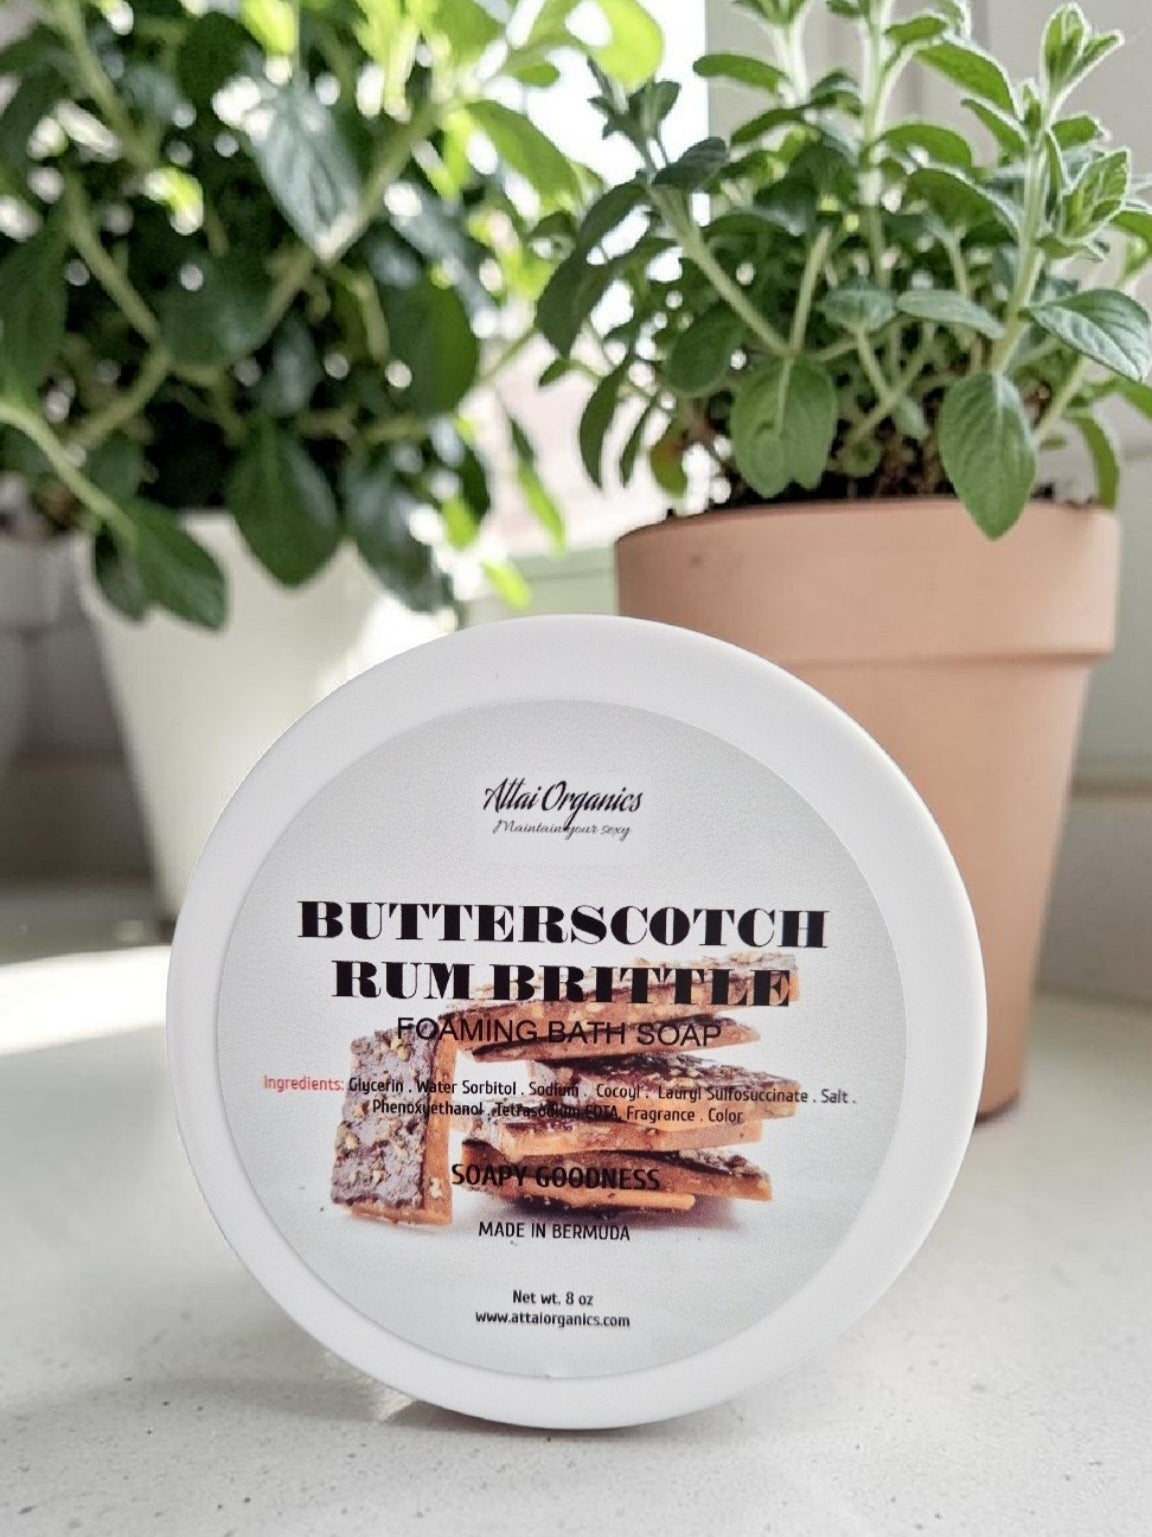 Attai Organics
Maintain your sexy
BUTTERSCOTCH
RUM BRITTLE
FOAMING BATH SOAP
Ingredients: Glycerin . Water Sorbitol . Sodium . Cocoyl . Lauryl Sulfosuccinate . Salt .
Phenoxyethanol . Tetrasodium EDTA, Fragrance . Color
SOAPY GOODNESS
MADE IN BERMUDA
Net wt. 8 oz
www.attaiorganics.com